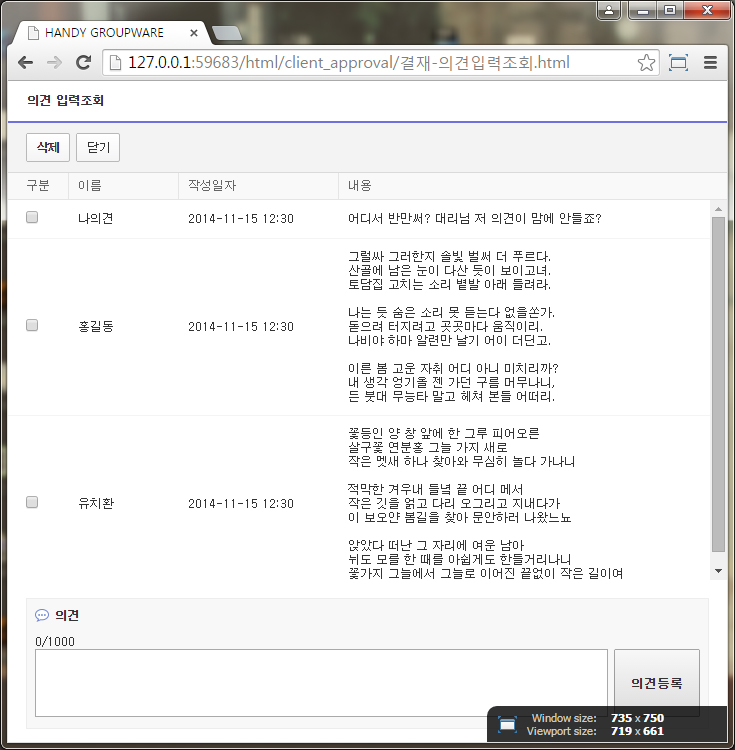 HANDY GROUPWARE
127.0.0.1:59683/html/client_approval/결재-의견입력조회.html
의견 입력조회
삭제 닫기
구분 이름 작성일자 내용
나의견 2014-11-15 12:30 어디서 반만써? 대리님 저 의견이 맘에 안들죠?
그럴싸 그러한지 솔빛 벌써 더 푸르다.
산골에 남은 눈이 다산 듯이 보이고녀.
토담집 고치는 소리 볕발 아래 들려라.
나는 듯 숨은 소리 못 듣는다 없을쏜가.
돋으려 터지려고 곳곳마다 움직이리.
나비야 하마 알련만 날기 어이 더딘고.
홍길동 2014-11-15 12:30
이른 봄 고운 자취 어디 아니 미치리까?
내 생각 엉기올 젠 가던 구름 머무나니,
든 붓대 무능타 말고 헤쳐 본들 어떠리.
꽃등인 양 창 앞에 한 그루 피어오른
살구꽃 연분홍 그늘 가지 새로
작은 멧새 하나 찾아와 무심히 놀다 가나니
적막한 겨우내 들녘 끝 어디 메서
작은 깃을 얽고 다리 오그리고 지내다가
유치환 2014-11-15 12:30
이 보오얀 봄길을 찾아 문안하러 나왔느뇨
앉았다 떠난 그 자리에 여운 남아
뉘도 모를 한 때를 아쉽게도 한들거리나니
꽃가지 그늘에서 그늘로 이어진 끝없이 작은 길이여
의견
0/1000
의견등록
Window size: 735 x 750
Viewport size: 719 x 661